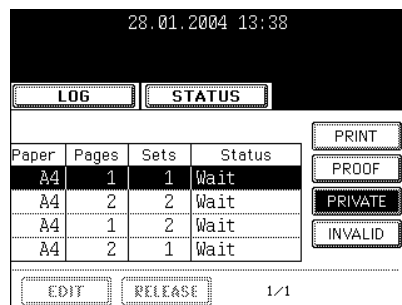 28.01.2004 13:38
LOG STATUS
PRINT
Paper Pages Sets Status
PROOF
A4 1 1 Wait
A4 2 2 Wait
PRIVATE
A4 1 2 Wait
INVALID
A4 2 1 Wait
EDIT RELEASE 1/1